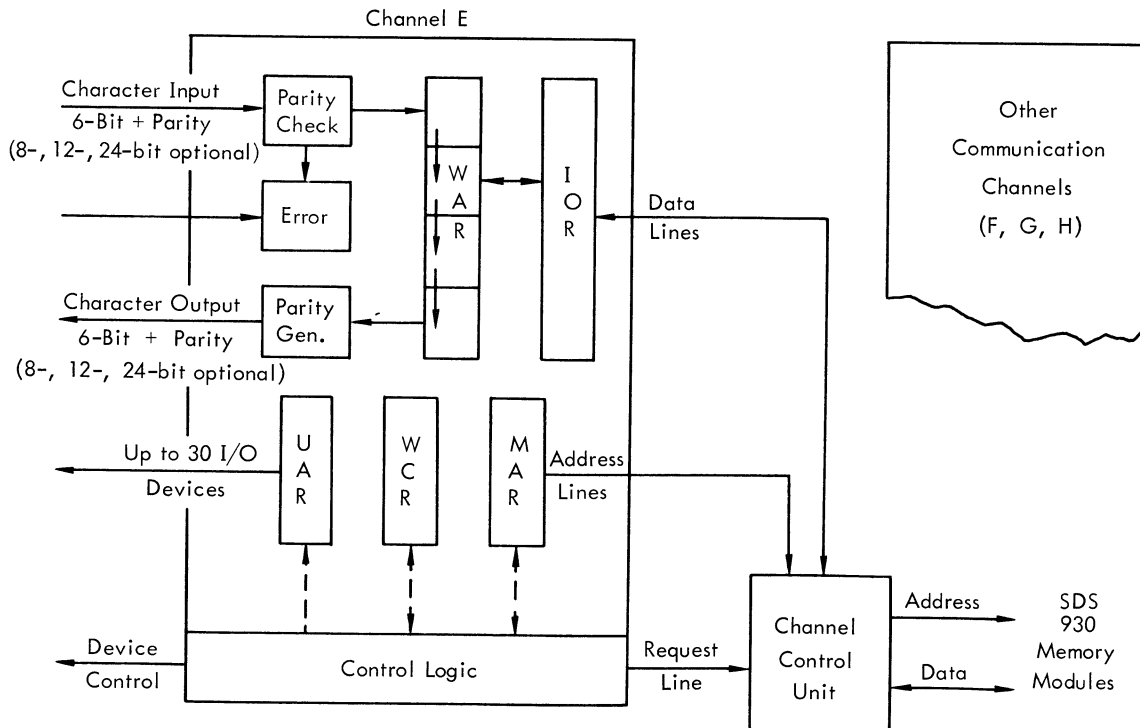 Channel E
Character Input
6-Bit + Parity
(8-, 12-, 24-bit optional)
Parity
Check
Error
W
A
R
I
O
R
Data
Lines
Other
Communication
Channels
(F, G, H)
Character Output
6-Bit + Parity
(8-, 12-, 24-bit optional)
Parity
Gen.
Up to 30 I/O
Devices
U
A
R
W
C
R
M
A
R
Address
Lines
Device
Control
Control Logic
Request
Line
Channel
Control
Unit
Address
Data
SDS
930
Memory
Modules